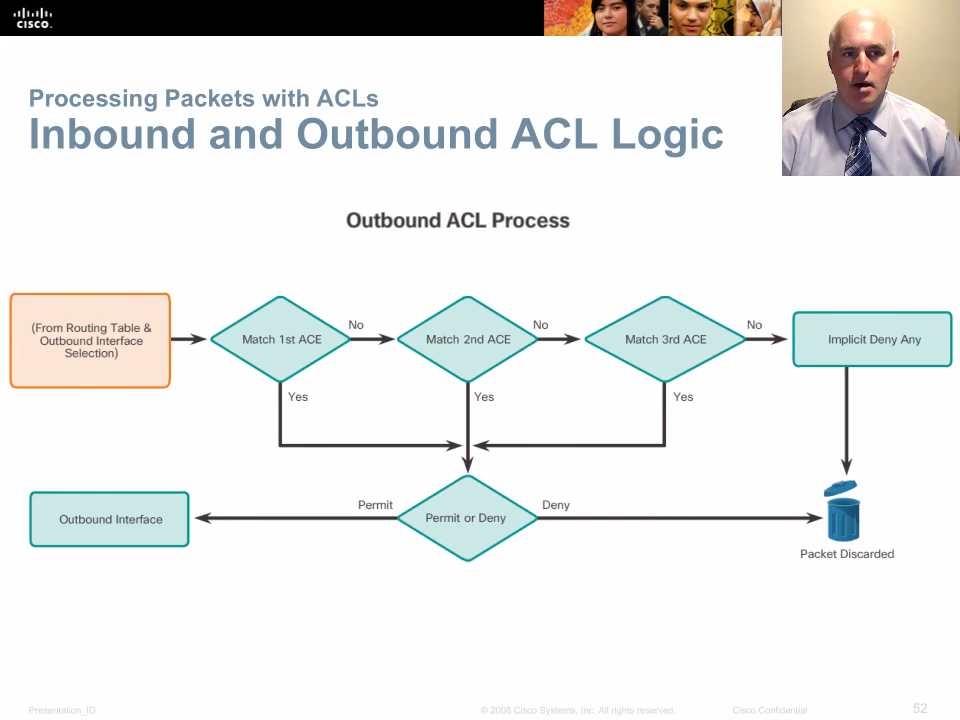 CISCO.
Processing Packets with ACLs
Inbound and Outbound ACL Logic
Outbound ACL Process
(From Routing Table &
Outbound Interface
Selection)
Match 1st ACE
No
Match 2nd ACE
No
Match 3rd ACE
No
Implicit Deny Any
Yes
Yes
Yes
Outbound Interface
Permit
Permit or Deny
Deny
Packet Discarded
Presentation_ID
© 2008 Cisco Systems, Inc. All rights reserved.
Cisco Confidential
52